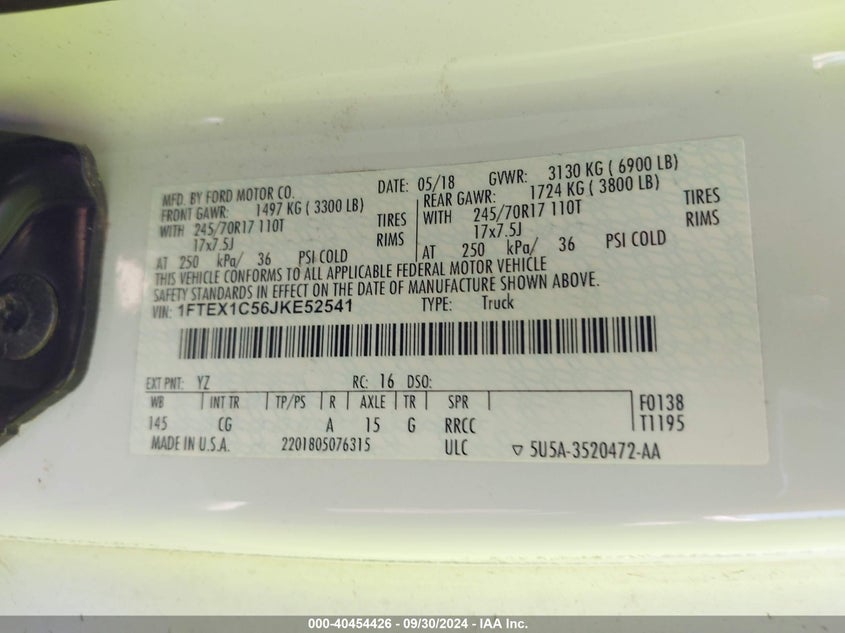 MFD. BY FORD MOTOR CO. DATE: 05/18 GVWR: 3130 KG ( 6900 LB)
FRONT GAWR: 1497 KG ( 3300 LB) REAR GAWR: 1724 KG ( 3800 LB)
WITH 245/70R17 110T TIRES WITH 245/70R17 110T TIRES
17x7.5J RIMS 17x7.5J RIMS
AT 250 kPa/ 36 PSI COLD AT 250 kPa/ 36 PSI COLD
THIS VEHICLE CONFORMS TO ALL APPLICABLE FEDERAL MOTOR VEHICLE
SAFETY STANDARDS IN EFFECT ON THE DATE OF MANUFACTURE SHOWN ABOVE.
VIN: 1FTEX1C56JKE52541 TYPE: Truck
EXT PNT: YZ RC: 16 DSO:
WB INT TR TP/PS R AXLE TR SPR F0138
145 CG A 15 G RRCC T1195
MADE IN U.S.A. 2201805076315 ULC ▽ 5U5A-3520472-AA
000-40454426 - 09/30/2024 - IAA Inc.